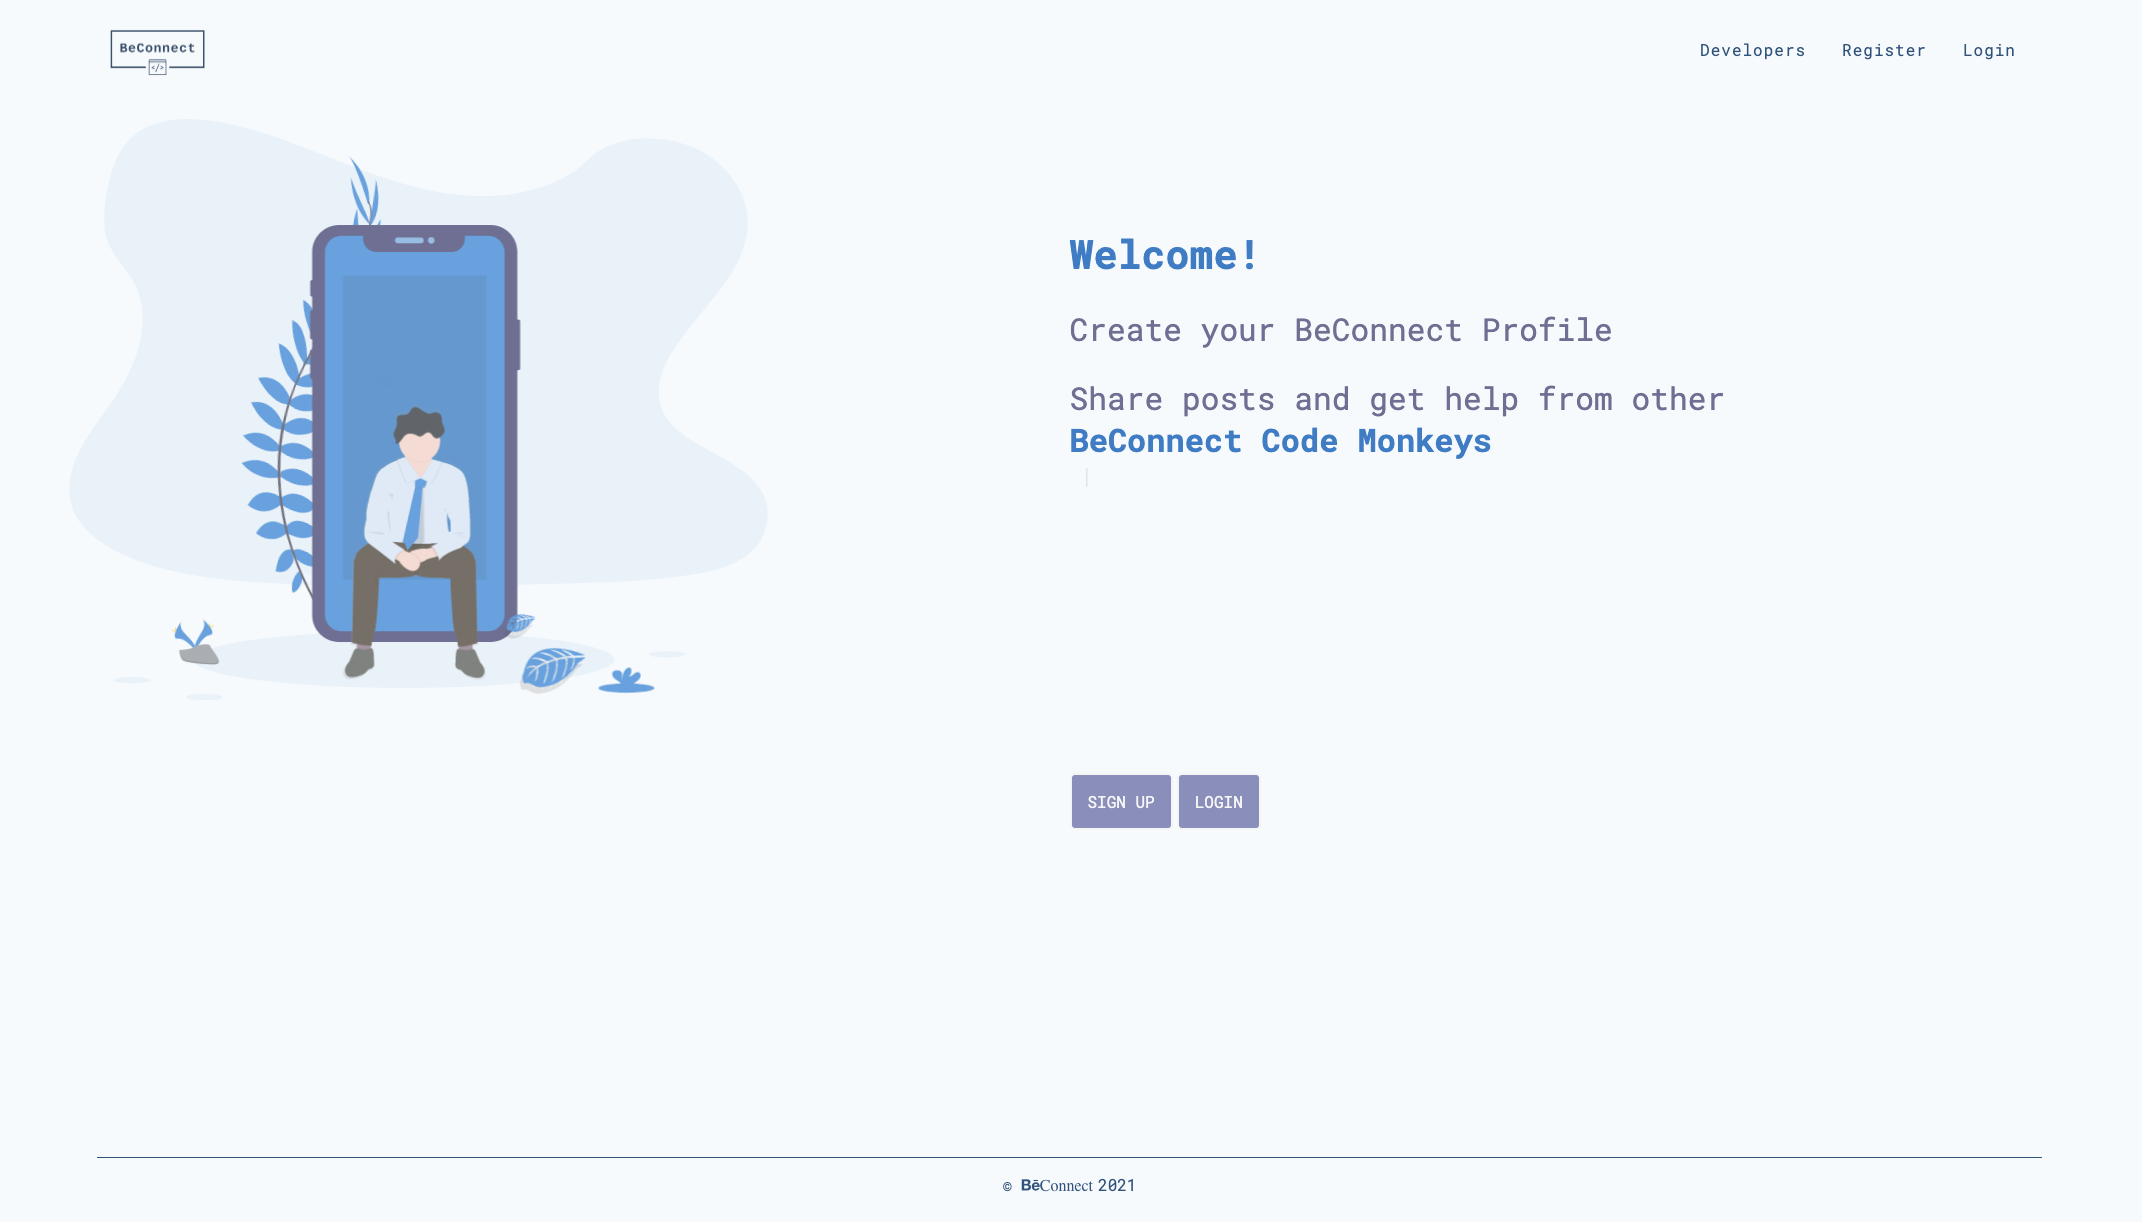 BeConnect
</>
Developers Register Login
Welcome!
Create your BeConnect Profile
Share posts and get help from other
BeConnect Code Monkeys
SIGN UP LOGIN
© BēConnect 2021